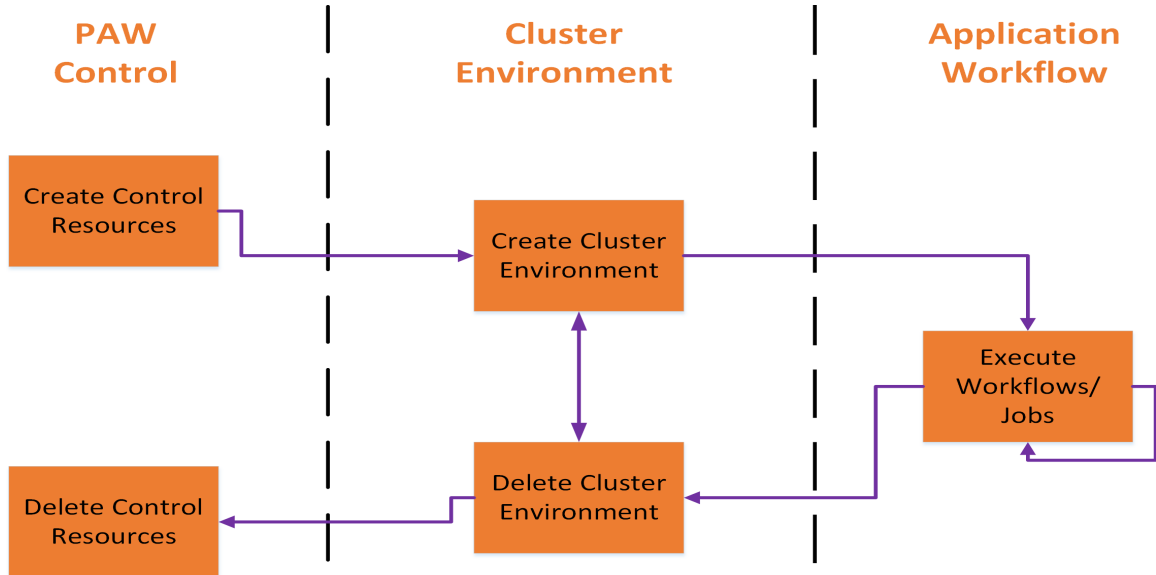 PAW
Control
Cluster
Environment
Application
Workflow
Create Control
Resources
Create Cluster
Environment
Execute
Workflows/
Jobs
Delete Cluster
Environment
Delete Control
Resources